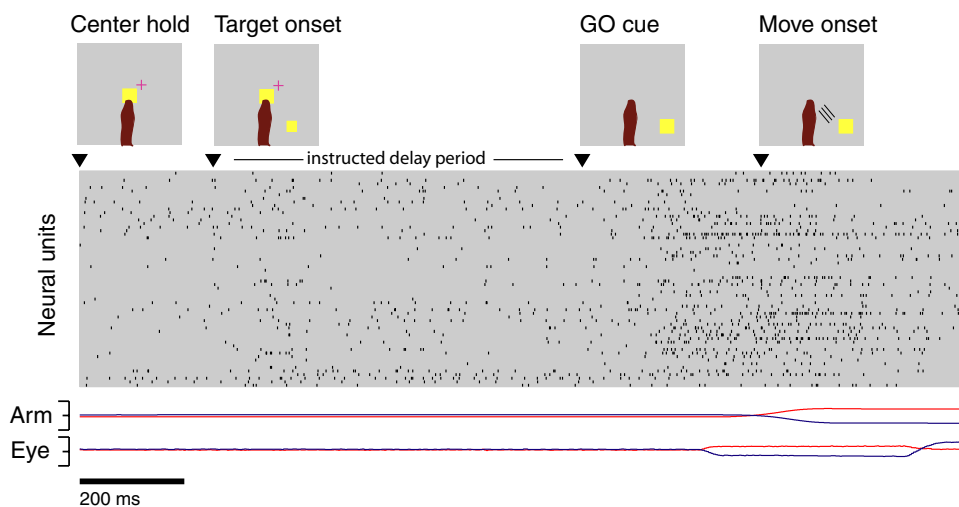 Center hold
Target onset
GO cue
Move onset
instructed delay period
Neural units
Arm
Eye
200 ms